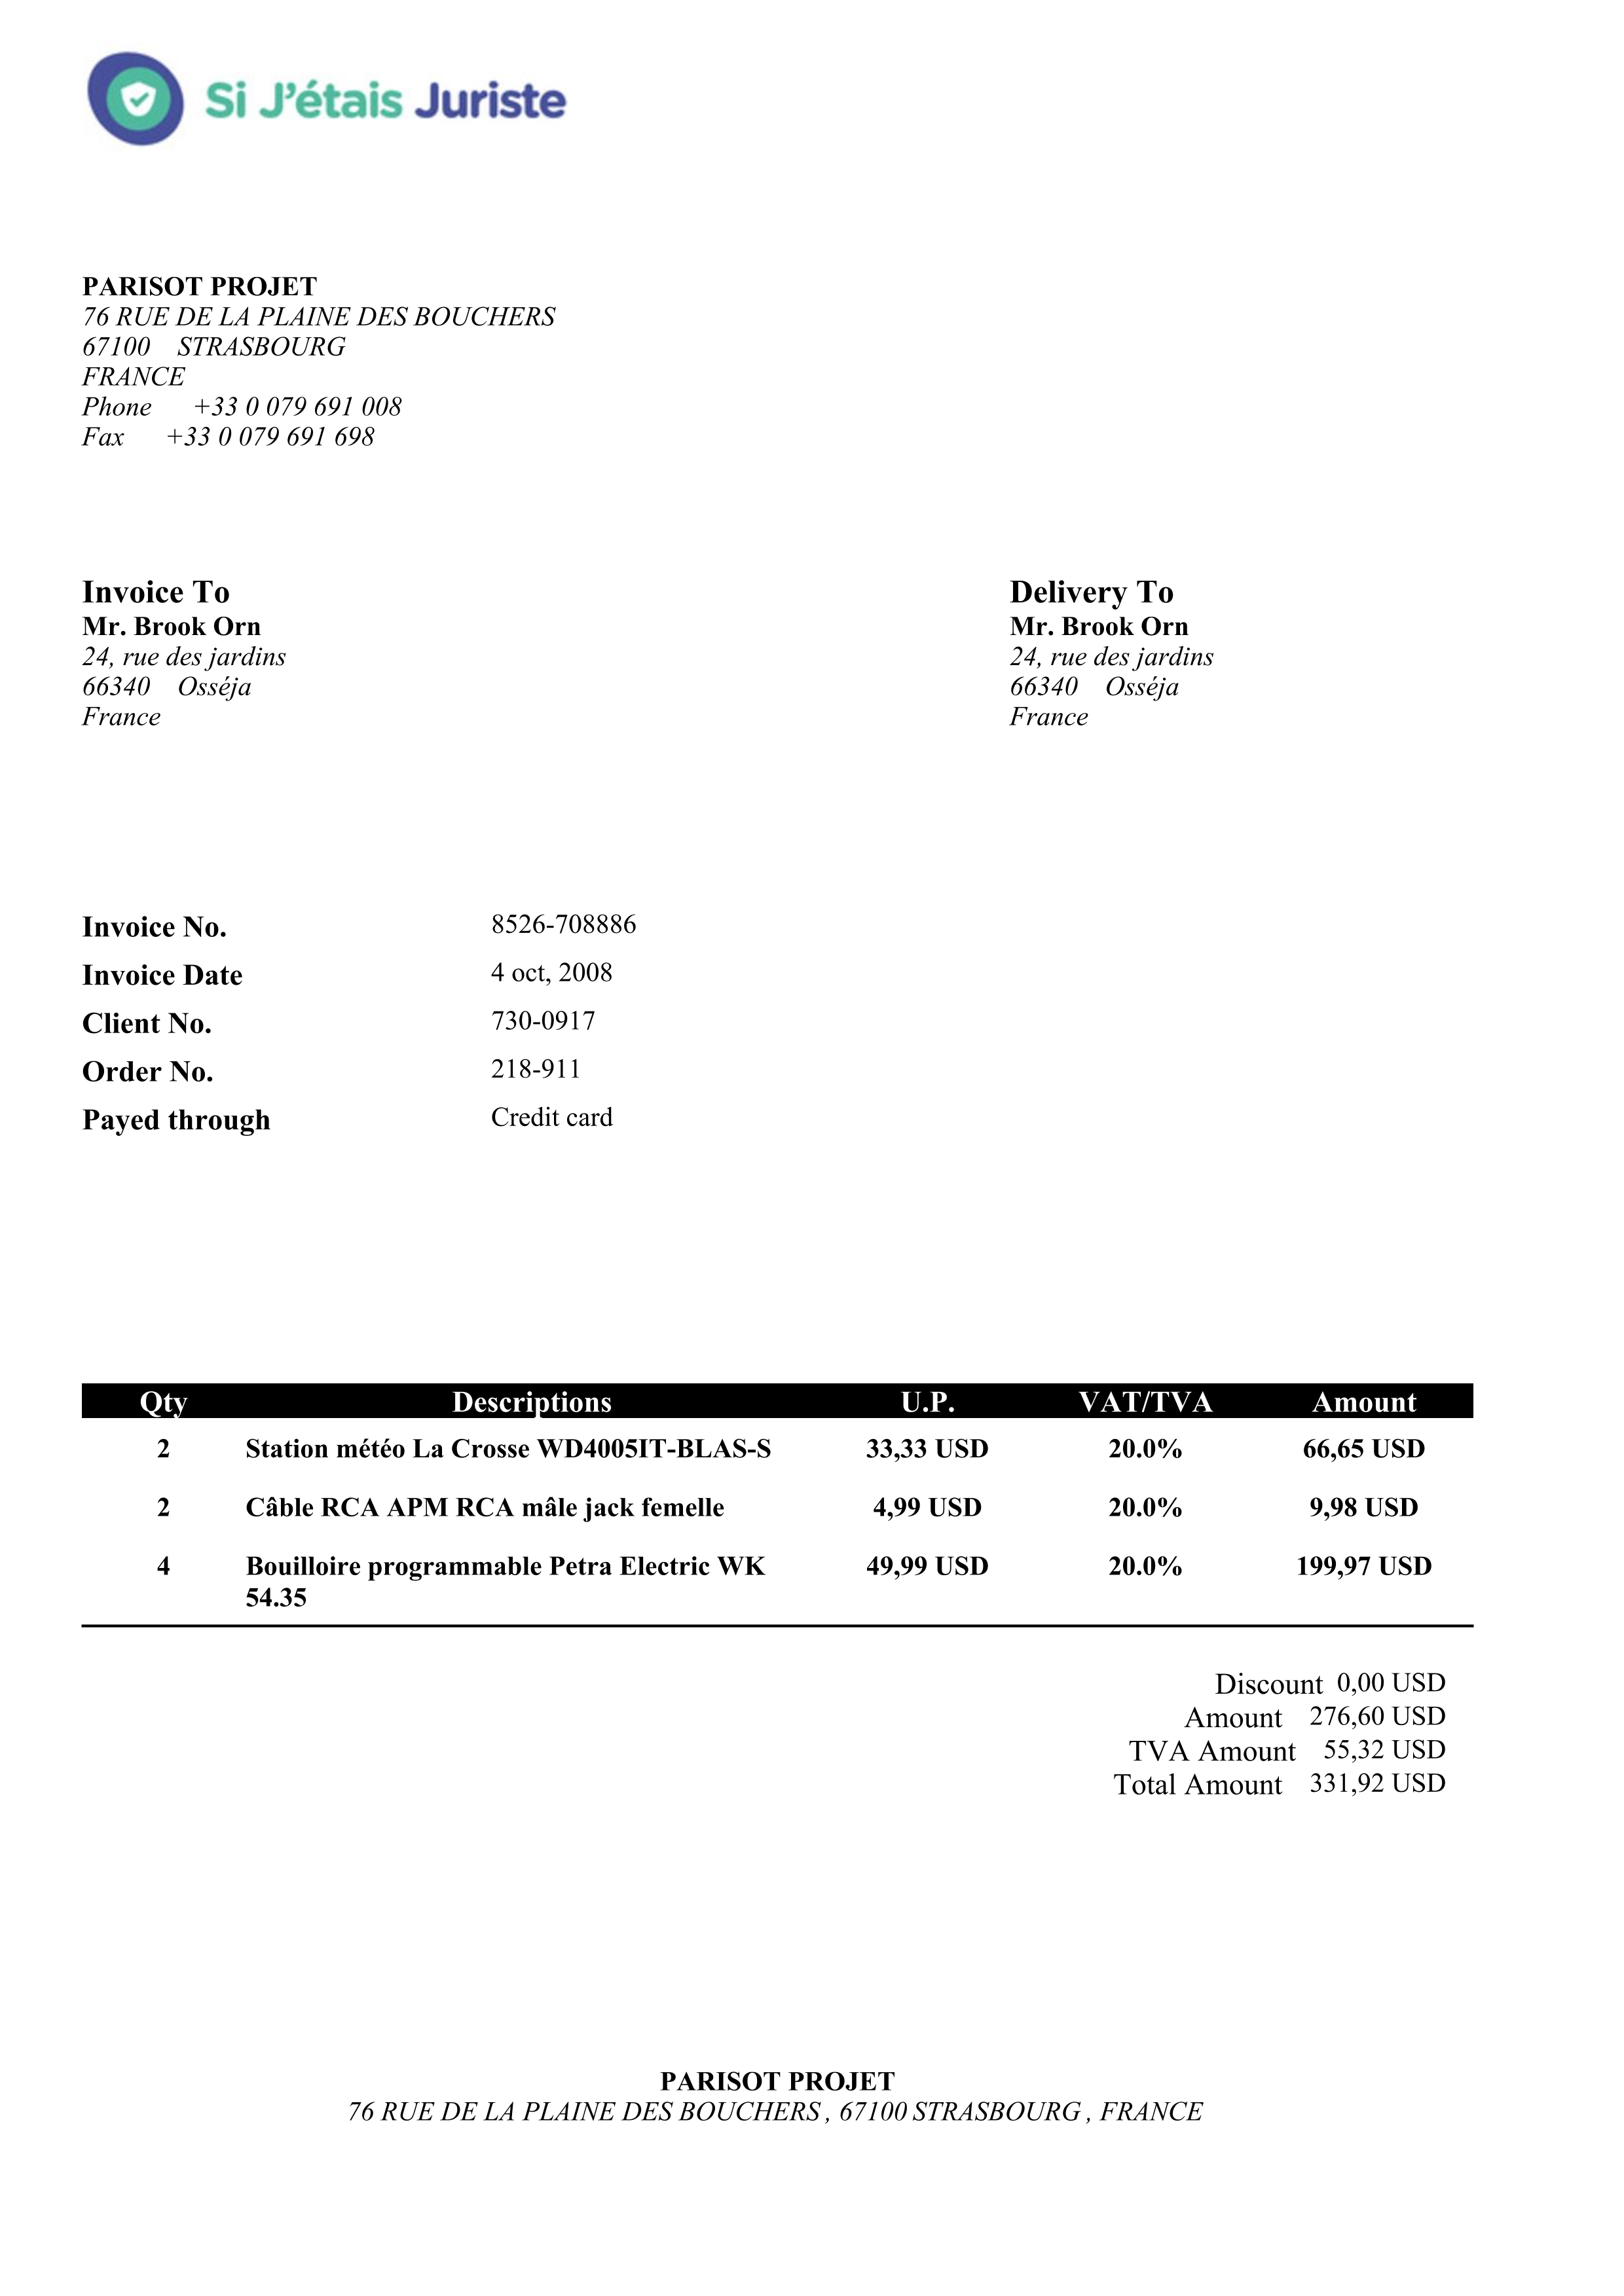 Si J'étais Juriste
PARISOT PROJET
76 RUE DE LA PLAINE DES BOUCHERS
67100 STRASBOURG
FRANCE
Phone +33 0 079 691 008
Fax +33 0 079 691 698
Invoice To
Mr. Brook Orn
24, rue des jardins
66340 Osséja
France
Delivery To
Mr. Brook Orn
24, rue des jardins
66340 Osséja
France
Invoice No. 8526-708886
Invoice Date 4 oct, 2008
Client No. 730-0917
Order No. 218-911
Payed through Credit card
Qty Descriptions U.P. VAT/TVA Amount
2 Station météo La Crosse WD4005IT-BLAS-S 33,33 USD 20.0% 66,65 USD
2 Câble RCA APM RCA mâle jack femelle 4,99 USD 20.0% 9,98 USD
4 Bouilloire programmable Petra Electric WK 49,99 USD 20.0% 199,97 USD
54.35
Discount 0,00 USD
Amount 276,60 USD
TVA Amount 55,32 USD
Total Amount 331,92 USD
PARISOT PROJET
76 RUE DE LA PLAINE DES BOUCHERS , 67100 STRASBOURG , FRANCE